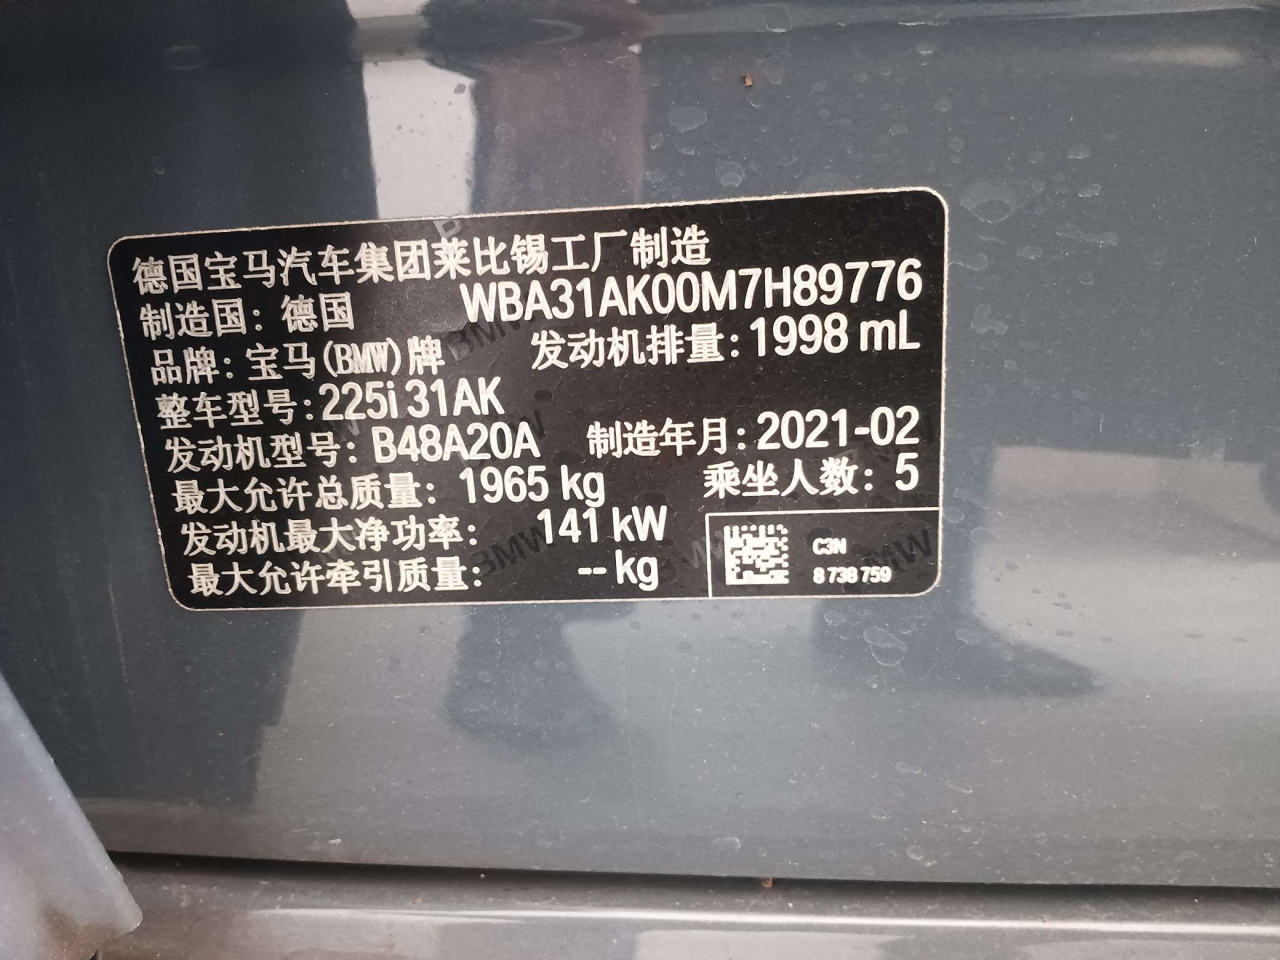 德国宝马汽车集团莱比锡工厂制造
制造国：德国 WBA31AK00M7H89776
品牌：宝马(BMW)牌 发动机排量：1998 mL
整车型号：225i 31AK
发动机型号：B48A20A 制造年月：2021-02
最大允许总质量：1965 kg 乘坐人数：5
发动机最大净功率：141 kW
最大允许牵引质量：-- kg
C3N
8 738 759